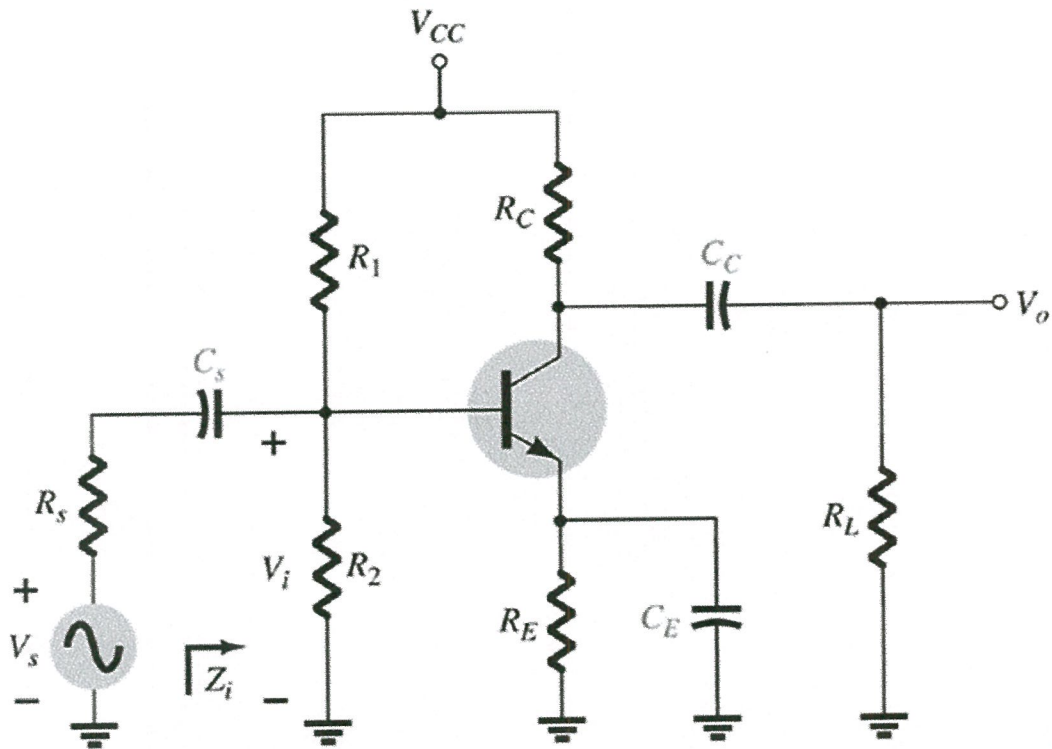 V_CC
R_C
R_1
C_C
V_o
C_s
+
R_s
R_L
+
V_i
R_2
V_s
R_E
C_E
Z_i
−
−